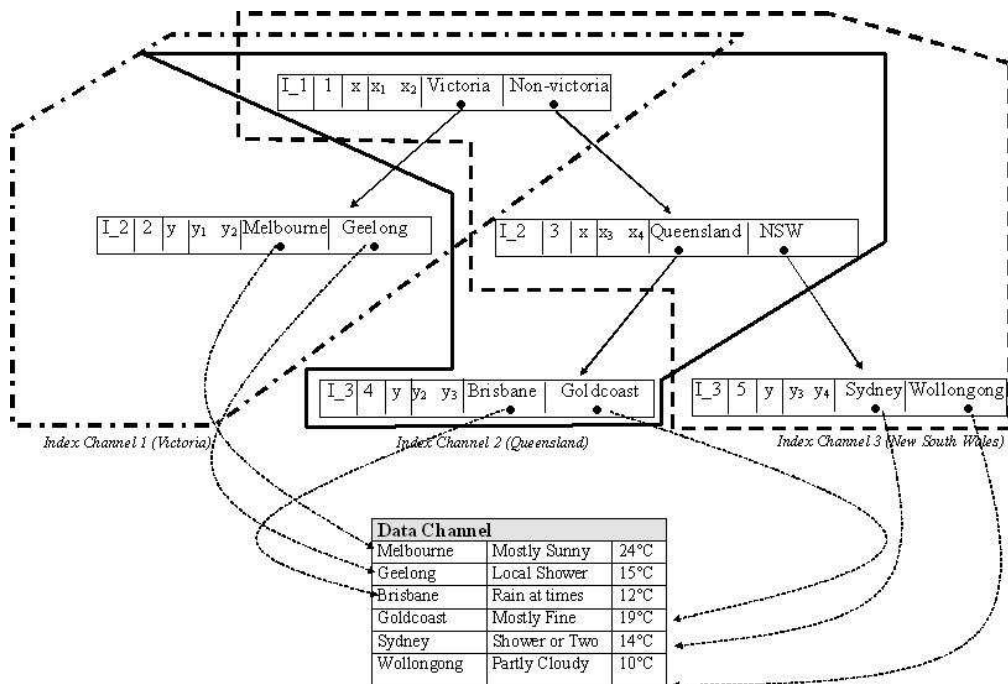 I_1 1 x x₁ x₂ Victoria Non-victoria
I_2 2 y y₁ y₂ Melbourne Geelong
I_2 3 x x₃ x₄ Queensland NSW
I_3 4 y y₂ y₃ Brisbane Goldcoast
I_3 5 y y₃ y₄ Sydney Wollongong
Index Channel 1 (Victoria)
Index Channel 2 (Queensland)
Index Channel 3 (New South Wales)
Data Channel
Melbourne Mostly Sunny 24°C
Geelong Local Shower 15°C
Brisbane Rain at times 12°C
Goldcoast Mostly Fine 19°C
Sydney Shower or Two 14°C
Wollongong Partly Cloudy 10°C